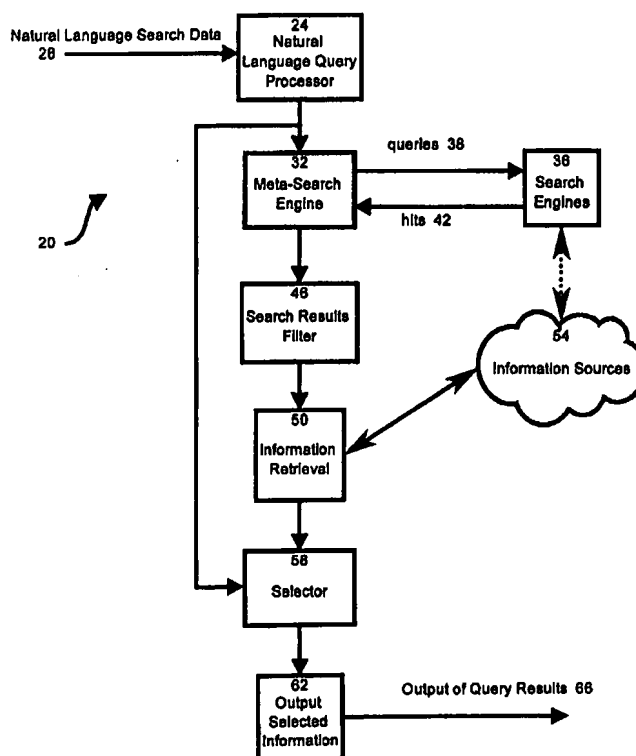 Natural Language Search Data
28
24
Natural
Language Query
Processor
32
Meta-Search
Engine
queries 38
hits 42
36
Search
Engines
20
46
Search Results
Filter
54
Information Sources
50
Information
Retrieval
58
Selector
62
Output
Selected
Information
Output of Query Results 66